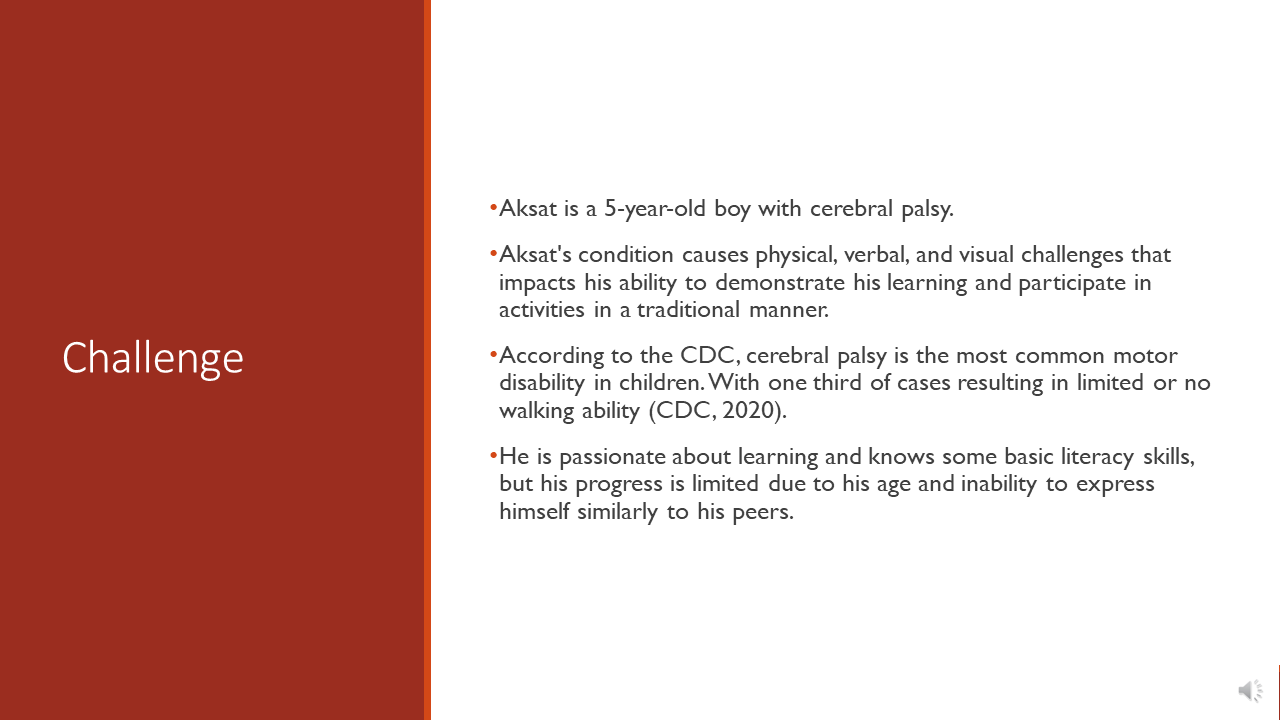 Challenge
•Aksat is a 5-year-old boy with cerebral palsy.
•Aksat's condition causes physical, verbal, and visual challenges that
impacts his ability to demonstrate his learning and participate in
activities in a traditional manner.
•According to the CDC, cerebral palsy is the most common motor
disability in children. With one third of cases resulting in limited or no
walking ability (CDC, 2020).
•He is passionate about learning and knows some basic literacy skills,
but his progress is limited due to his age and inability to express
himself similarly to his peers.